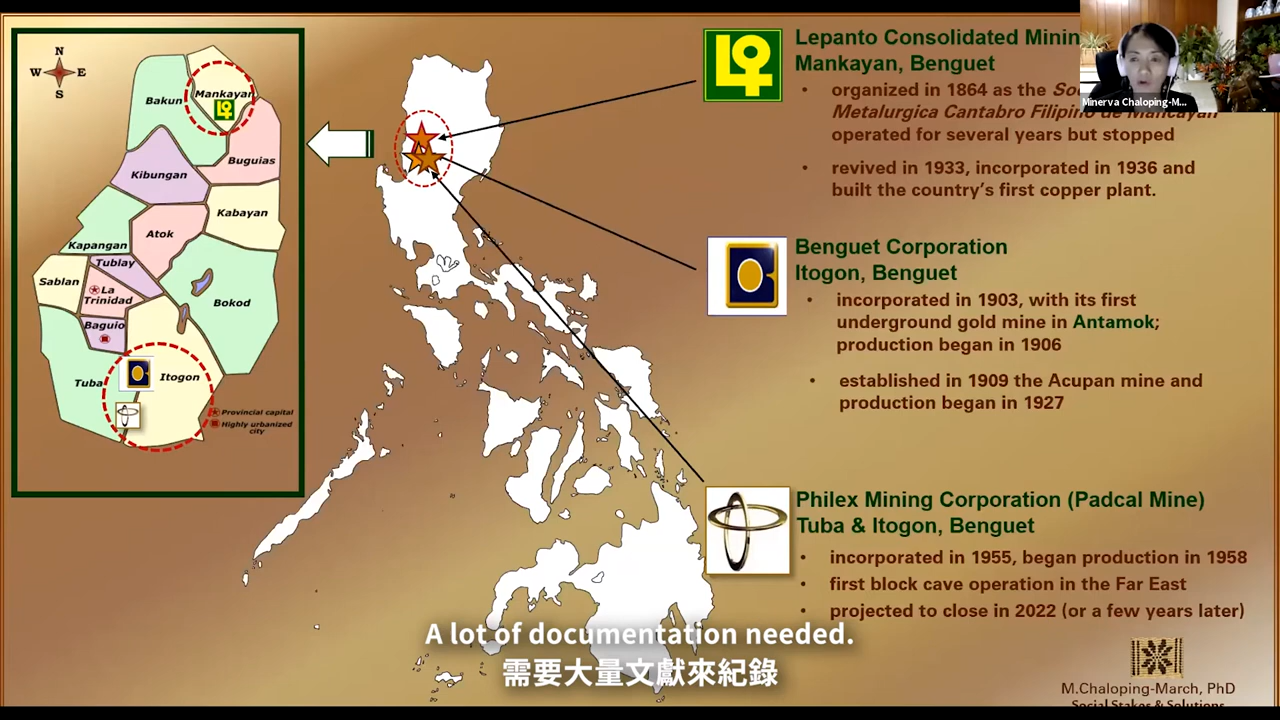 N
W E
S
Bakun
Mankayan
Buguias
Kibungan
Kabayan
Atok
Kapangan
Tublay
Sablan
La
Trinidad
Bokod
Baguio
Tuba
Itogon
Provincial capital
Highly urbanized
city
Lepanto Consolidated Minin
Mankayan, Benguet
• organized in 1864 as the
Metalurgica Cantabro Filipino de Mancayan
operated for several years but stopped
• revived in 1933, incorporated in 1936 and
built the country's first copper plant.
Minerva Chaloping-M...
Benguet Corporation
Itogon, Benguet
• incorporated in 1903, with its first
underground gold mine in Antamok;
production began in 1906
• established in 1909 the Acupan mine and
production began in 1927
Philex Mining Corporation (Padcal Mine)
Tuba & Itogon, Benguet
• incorporated in 1955, began production in 1958
• first block cave operation in the Far East
• projected to close in 2022 (or a few years later)
A lot of documentation needed.
需要大量文獻來紀錄
M.Chaloping-March, PhD
Social Stakes & Solutions